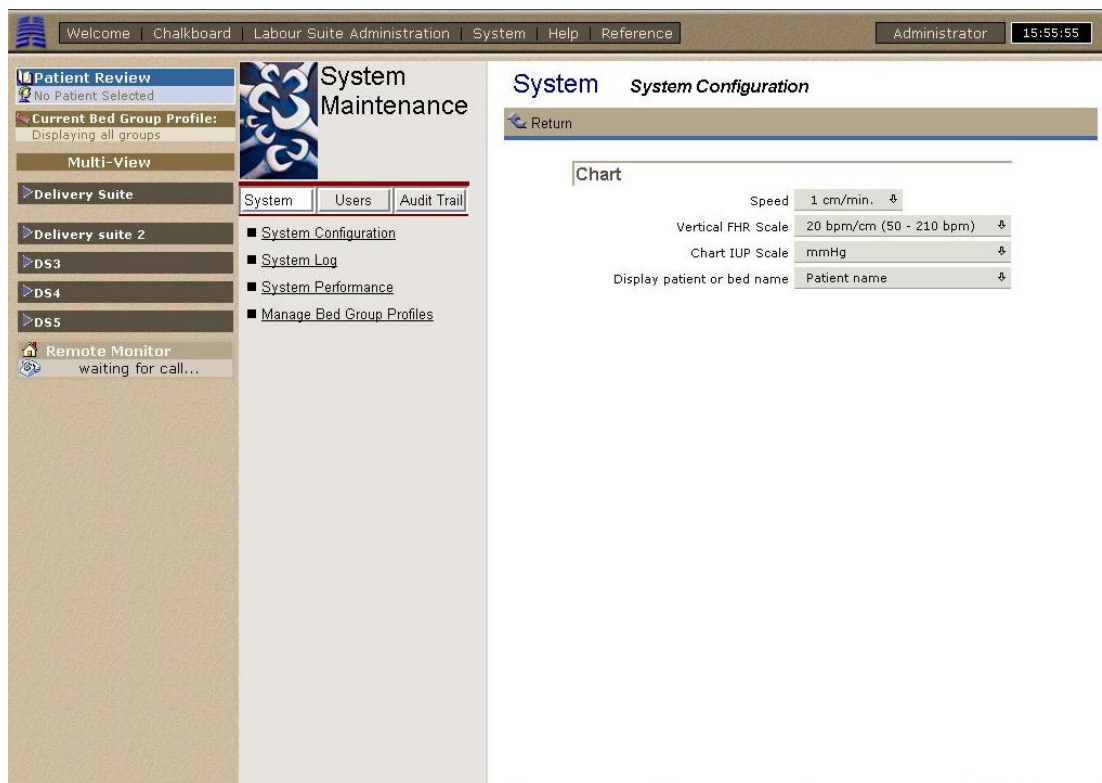 Welcome | Chalkboard | Labour Suite Administration | System | Help | Reference
Administrator
15:55:55
Patient Review
No Patient Selected
Current Bed Group Profile:
Displaying all groups
Multi-View
Delivery Suite
Delivery suite 2
DS3
DS4
DS5
Remote Monitor
waiting for call...
System
Maintenance
System
Users
Audit Trail
System Configuration
System Log
System Performance
Manage Bed Group Profiles
System System Configuration
Return
Chart
Speed 1 cm/min.
Vertical FHR Scale 20 bpm/cm (50 - 210 bpm)
Chart IUP Scale mmHg
Display patient or bed name Patient name